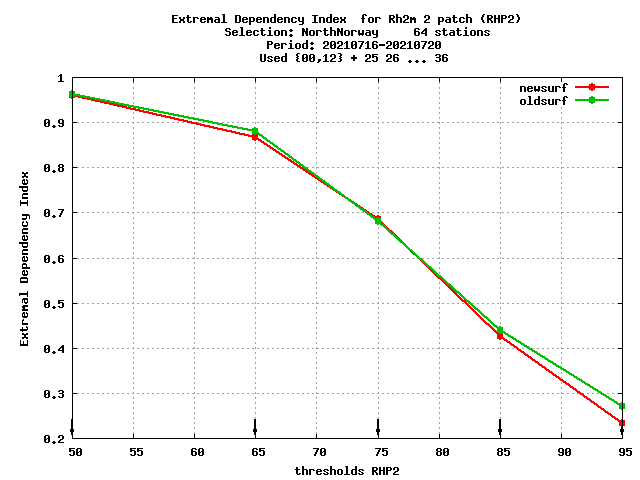 Extremal Dependency Index  for Rh2m 2 patch (RHP2)
Selection: NorthNorway     64 stations
Period: 20210716-20210720
Used {00,12} + 25 26 ... 36
newsurf
oldsurf
Extremal Dependency Index
1
0.9
0.8
0.7
0.6
0.5
0.4
0.3
0.2
50 55 60 65 70 75 80 85 90 95
thresholds RHP2